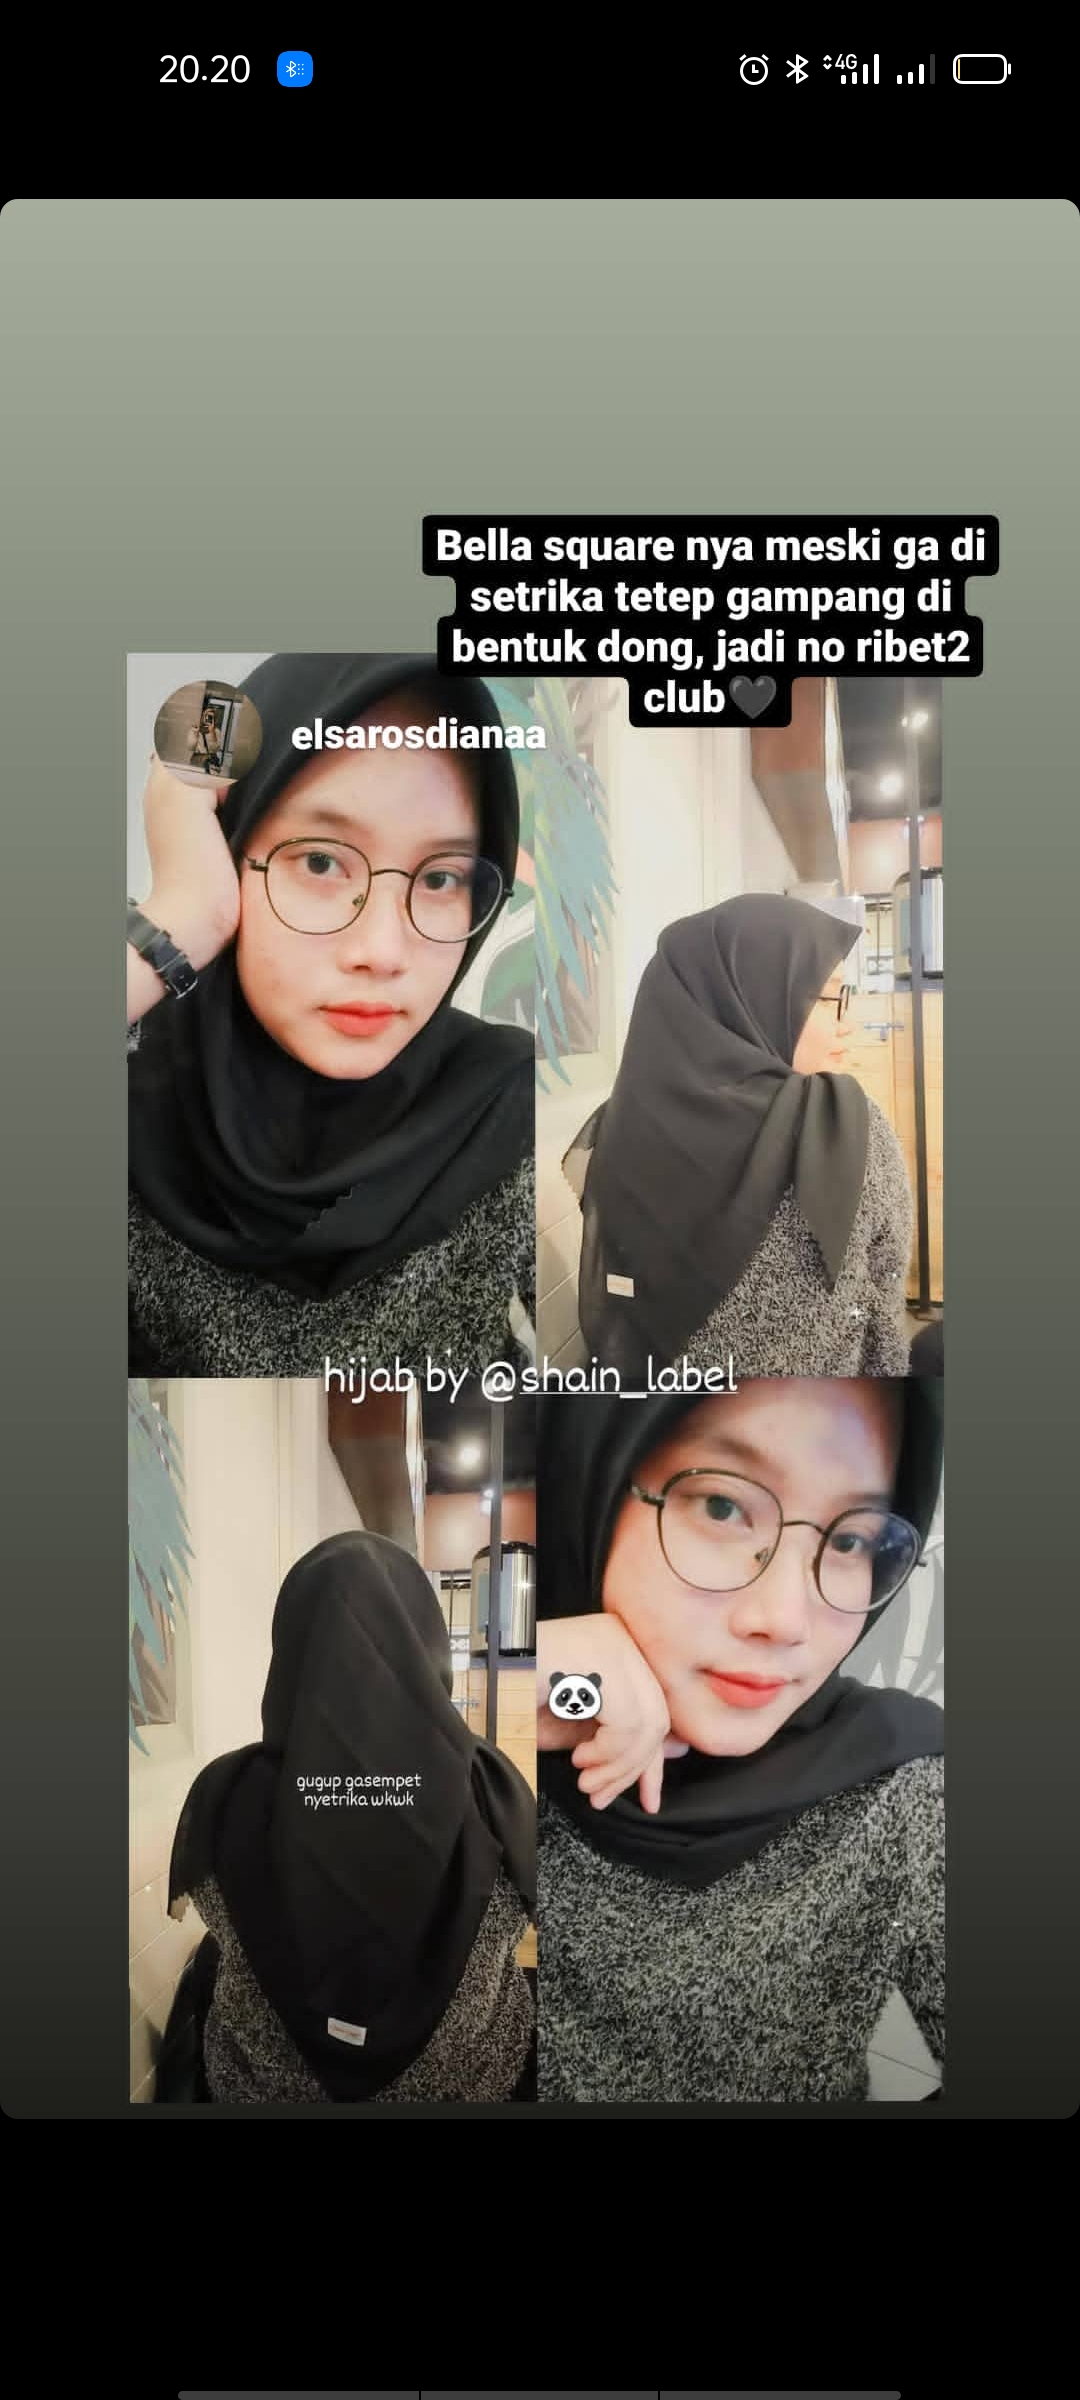 20.20
4G
Bella square nya meski ga di
setrika tetep gampang di
bentuk dong, jadi no ribet2
club🖤
elsarosdianaa
hijab by @shain_label
gugup gasempet
nyetrika wkwk